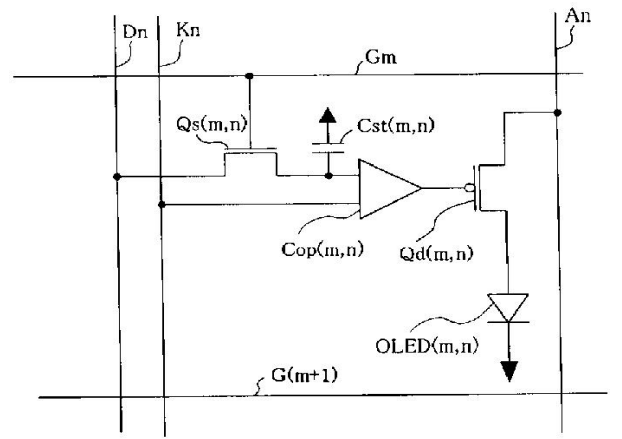 Dn
Kn
An
Gm
Qs(m,n)
Cst(m,n)
Cop(m,n)
Qd(m,n)
OLED(m,n)
G(m+1)